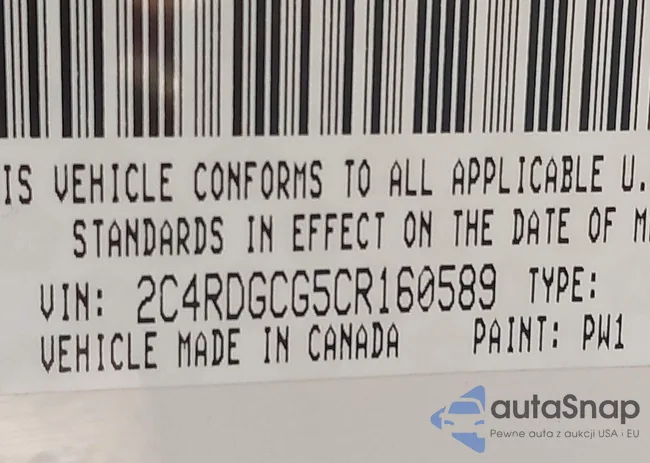 IS VEHICLE CONFORMS TO ALL APPLICABLE U.
STANDARDS IN EFFECT ON THE DATE OF M
VIN: 2C4RDGCG5CR160589 TYPE:
VEHICLE MADE IN CANADA PAINT: PW1
autaSnap
Pewne auta z aukcji USA i EU